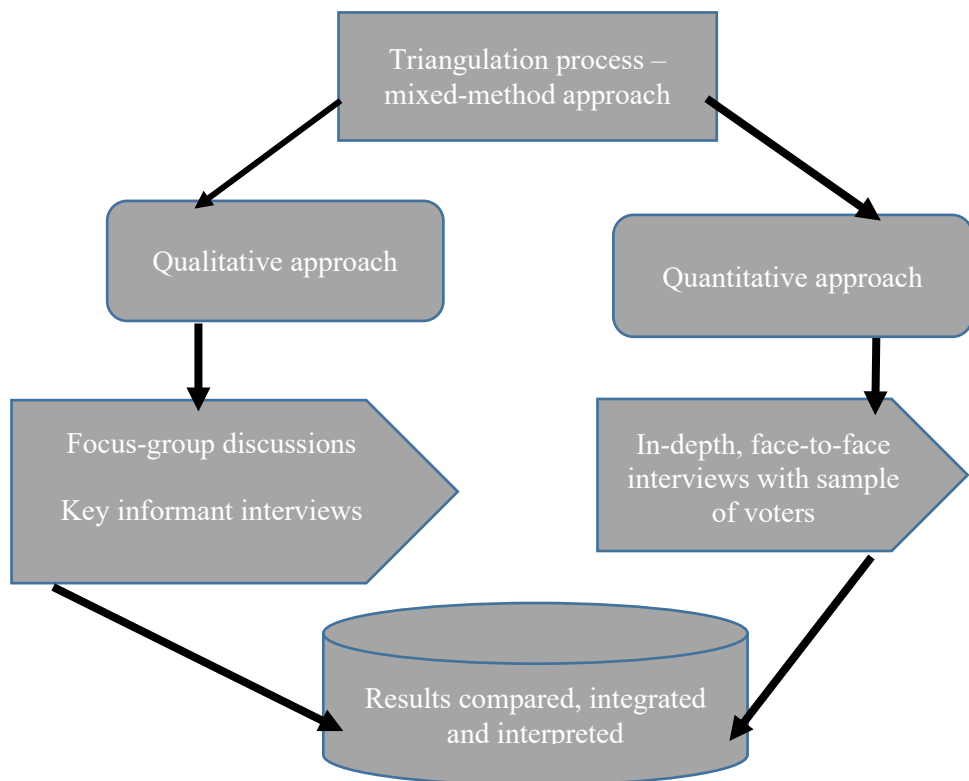 Triangulation process –
mixed-method approach
Qualitative approach
Quantitative approach
Focus-group discussions
Key informant interviews
In-depth, face-to-face
interviews with sample
of voters
Results compared, integrated
and interpreted